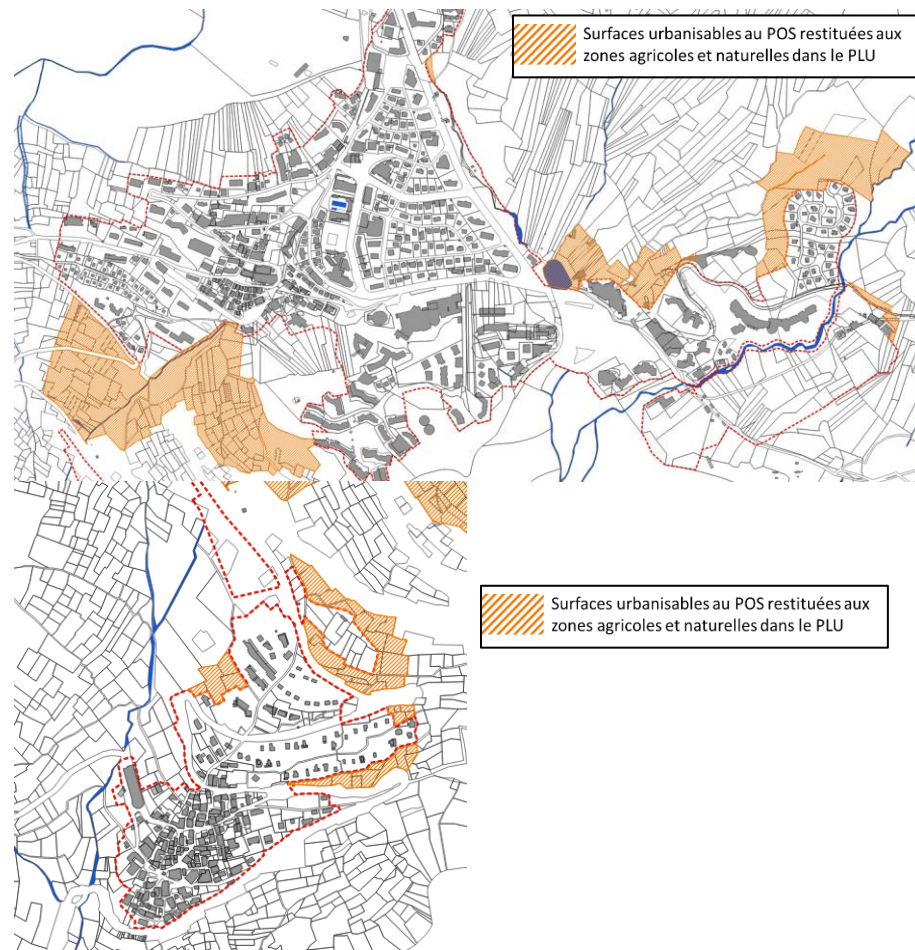 Surfaces urbanisables au POS restituées aux
zones agricoles et naturelles dans le PLU
Surfaces urbanisables au POS restituées aux
zones agricoles et naturelles dans le PLU